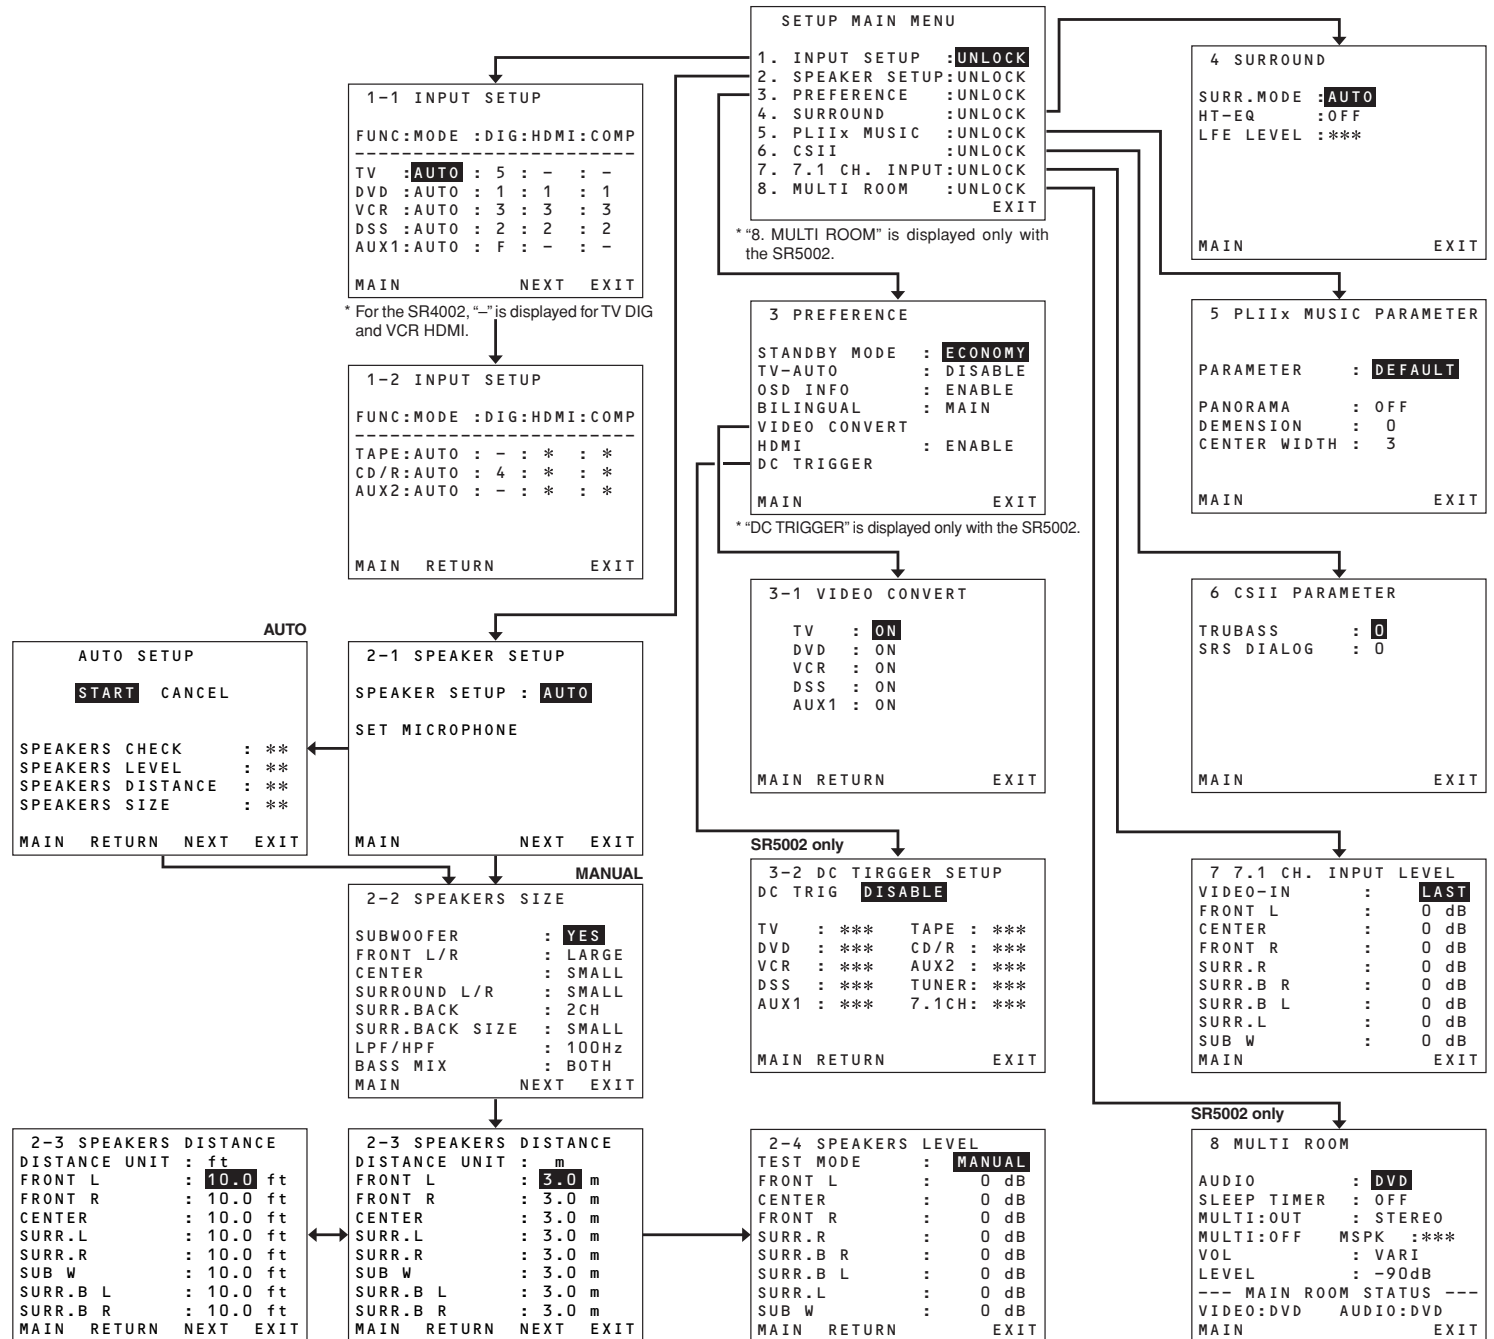 SETUP MAIN MENU
1. INPUT SETUP :UNLOCK
2. SPEAKER SETUP:UNLOCK
3. PREFERENCE :UNLOCK
4. SURROUND :UNLOCK
5. PLIIx MUSIC :UNLOCK
6. CSII :UNLOCK
7. 7.1 CH. INPUT:UNLOCK
8. MULTI ROOM :UNLOCK
EXIT
* “8. MULTI ROOM” is displayed only with
the SR5002.
1-1 INPUT SETUP
FUNC:MODE :DIG:HDMI:COMP
TV :AUTO : 5 : - : -
DVD :AUTO : 1 : 1 : 1
VCR :AUTO : 3 : 3 : 3
DSS :AUTO : 2 : 2 : 2
AUX1:AUTO : F : - : -
MAIN NEXT EXIT
* For the SR4002, “–” is displayed for TV DIG
and VCR HDMI.
1-2 INPUT SETUP
FUNC:MODE :DIG:HDMI:COMP
TAPE:AUTO : - : * : *
CD/R:AUTO : 4 : * : *
AUX2:AUTO : - : * : *
MAIN RETURN EXIT
AUTO
AUTO SETUP
START CANCEL
SPEAKERS CHECK : **
SPEAKERS LEVEL : **
SPEAKERS DISTANCE : **
SPEAKERS SIZE : **
MAIN RETURN NEXT EXIT
2-1 SPEAKER SETUP
SPEAKER SETUP : AUTO
SET MICROPHONE
MAIN NEXT EXIT
MANUAL
2-2 SPEAKERS SIZE
SUBWOOFER : YES
FRONT L/R : LARGE
CENTER : SMALL
SURROUND L/R : SMALL
SURR.BACK : 2CH
SURR.BACK SIZE : SMALL
LPF/HPF : 100Hz
BASS MIX : BOTH
MAIN NEXT EXIT
2-3 SPEAKERS DISTANCE
DISTANCE UNIT : ft
FRONT L : 10.0 ft
FRONT R : 10.0 ft
CENTER : 10.0 ft
SURR.L : 10.0 ft
SURR.R : 10.0 ft
SUB W : 10.0 ft
SURR.B L : 10.0 ft
SURR.B R : 10.0 ft
MAIN RETURN NEXT EXIT
2-3 SPEAKERS DISTANCE
DISTANCE UNIT : m
FRONT L : 3.0 m
FRONT R : 3.0 m
CENTER : 3.0 m
SURR.L : 3.0 m
SURR.R : 3.0 m
SUB W : 3.0 m
SURR.B L : 3.0 m
SURR.B R : 3.0 m
MAIN RETURN NEXT EXIT
2-4 SPEAKERS LEVEL
TEST MODE : MANUAL
FRONT L : 0 dB
CENTER : 0 dB
FRONT R : 0 dB
SURR.R : 0 dB
SURR.B R : 0 dB
SURR.B L : 0 dB
SURR.L : 0 dB
SUB W : 0 dB
MAIN RETURN EXIT
3 PREFERENCE
STANDBY MODE : ECONOMY
TV-AUTO : DISABLE
OSD INFO : ENABLE
BILINGUAL : MAIN
VIDEO CONVERT
HDMI : ENABLE
DC TRIGGER
MAIN EXIT
* “DC TRIGGER” is displayed only with the SR5002.
3-1 VIDEO CONVERT
TV : ON
DVD : ON
VCR : ON
DSS : ON
AUX1 : ON
MAIN RETURN EXIT
SR5002 only
3-2 DC TIRGGER SETUP
DC TRIG DISABLE
TV : *** TAPE : ***
DVD : *** CD/R : ***
VCR : *** AUX2 : ***
DSS : *** TUNER: ***
AUX1 : *** 7.1CH: ***
MAIN RETURN EXIT
4 SURROUND
SURR.MODE :AUTO
HT-EQ :OFF
LFE LEVEL :***
MAIN EXIT
5 PLIIx MUSIC PARAMETER
PARAMETER : DEFAULT
PANORAMA : OFF
DEMENSION : 0
CENTER WIDTH : 3
MAIN EXIT
6 CSII PARAMETER
TRUBASS : 0
SRS DIALOG : 0
MAIN EXIT
7 7.1 CH. INPUT LEVEL
VIDEO-IN : LAST
FRONT L : 0 dB
CENTER : 0 dB
FRONT R : 0 dB
SURR.R : 0 dB
SURR.B R : 0 dB
SURR.B L : 0 dB
SURR.L : 0 dB
SUB W : 0 dB
MAIN EXIT
SR5002 only
8 MULTI ROOM
AUDIO : DVD
SLEEP TIMER : OFF
MULTI:OUT : STEREO
MULTI:OFF MSPK :***
VOL : VARI
LEVEL : -90dB
--- MAIN ROOM STATUS ---
VIDEO:DVD AUDIO:DVD
MAIN EXIT